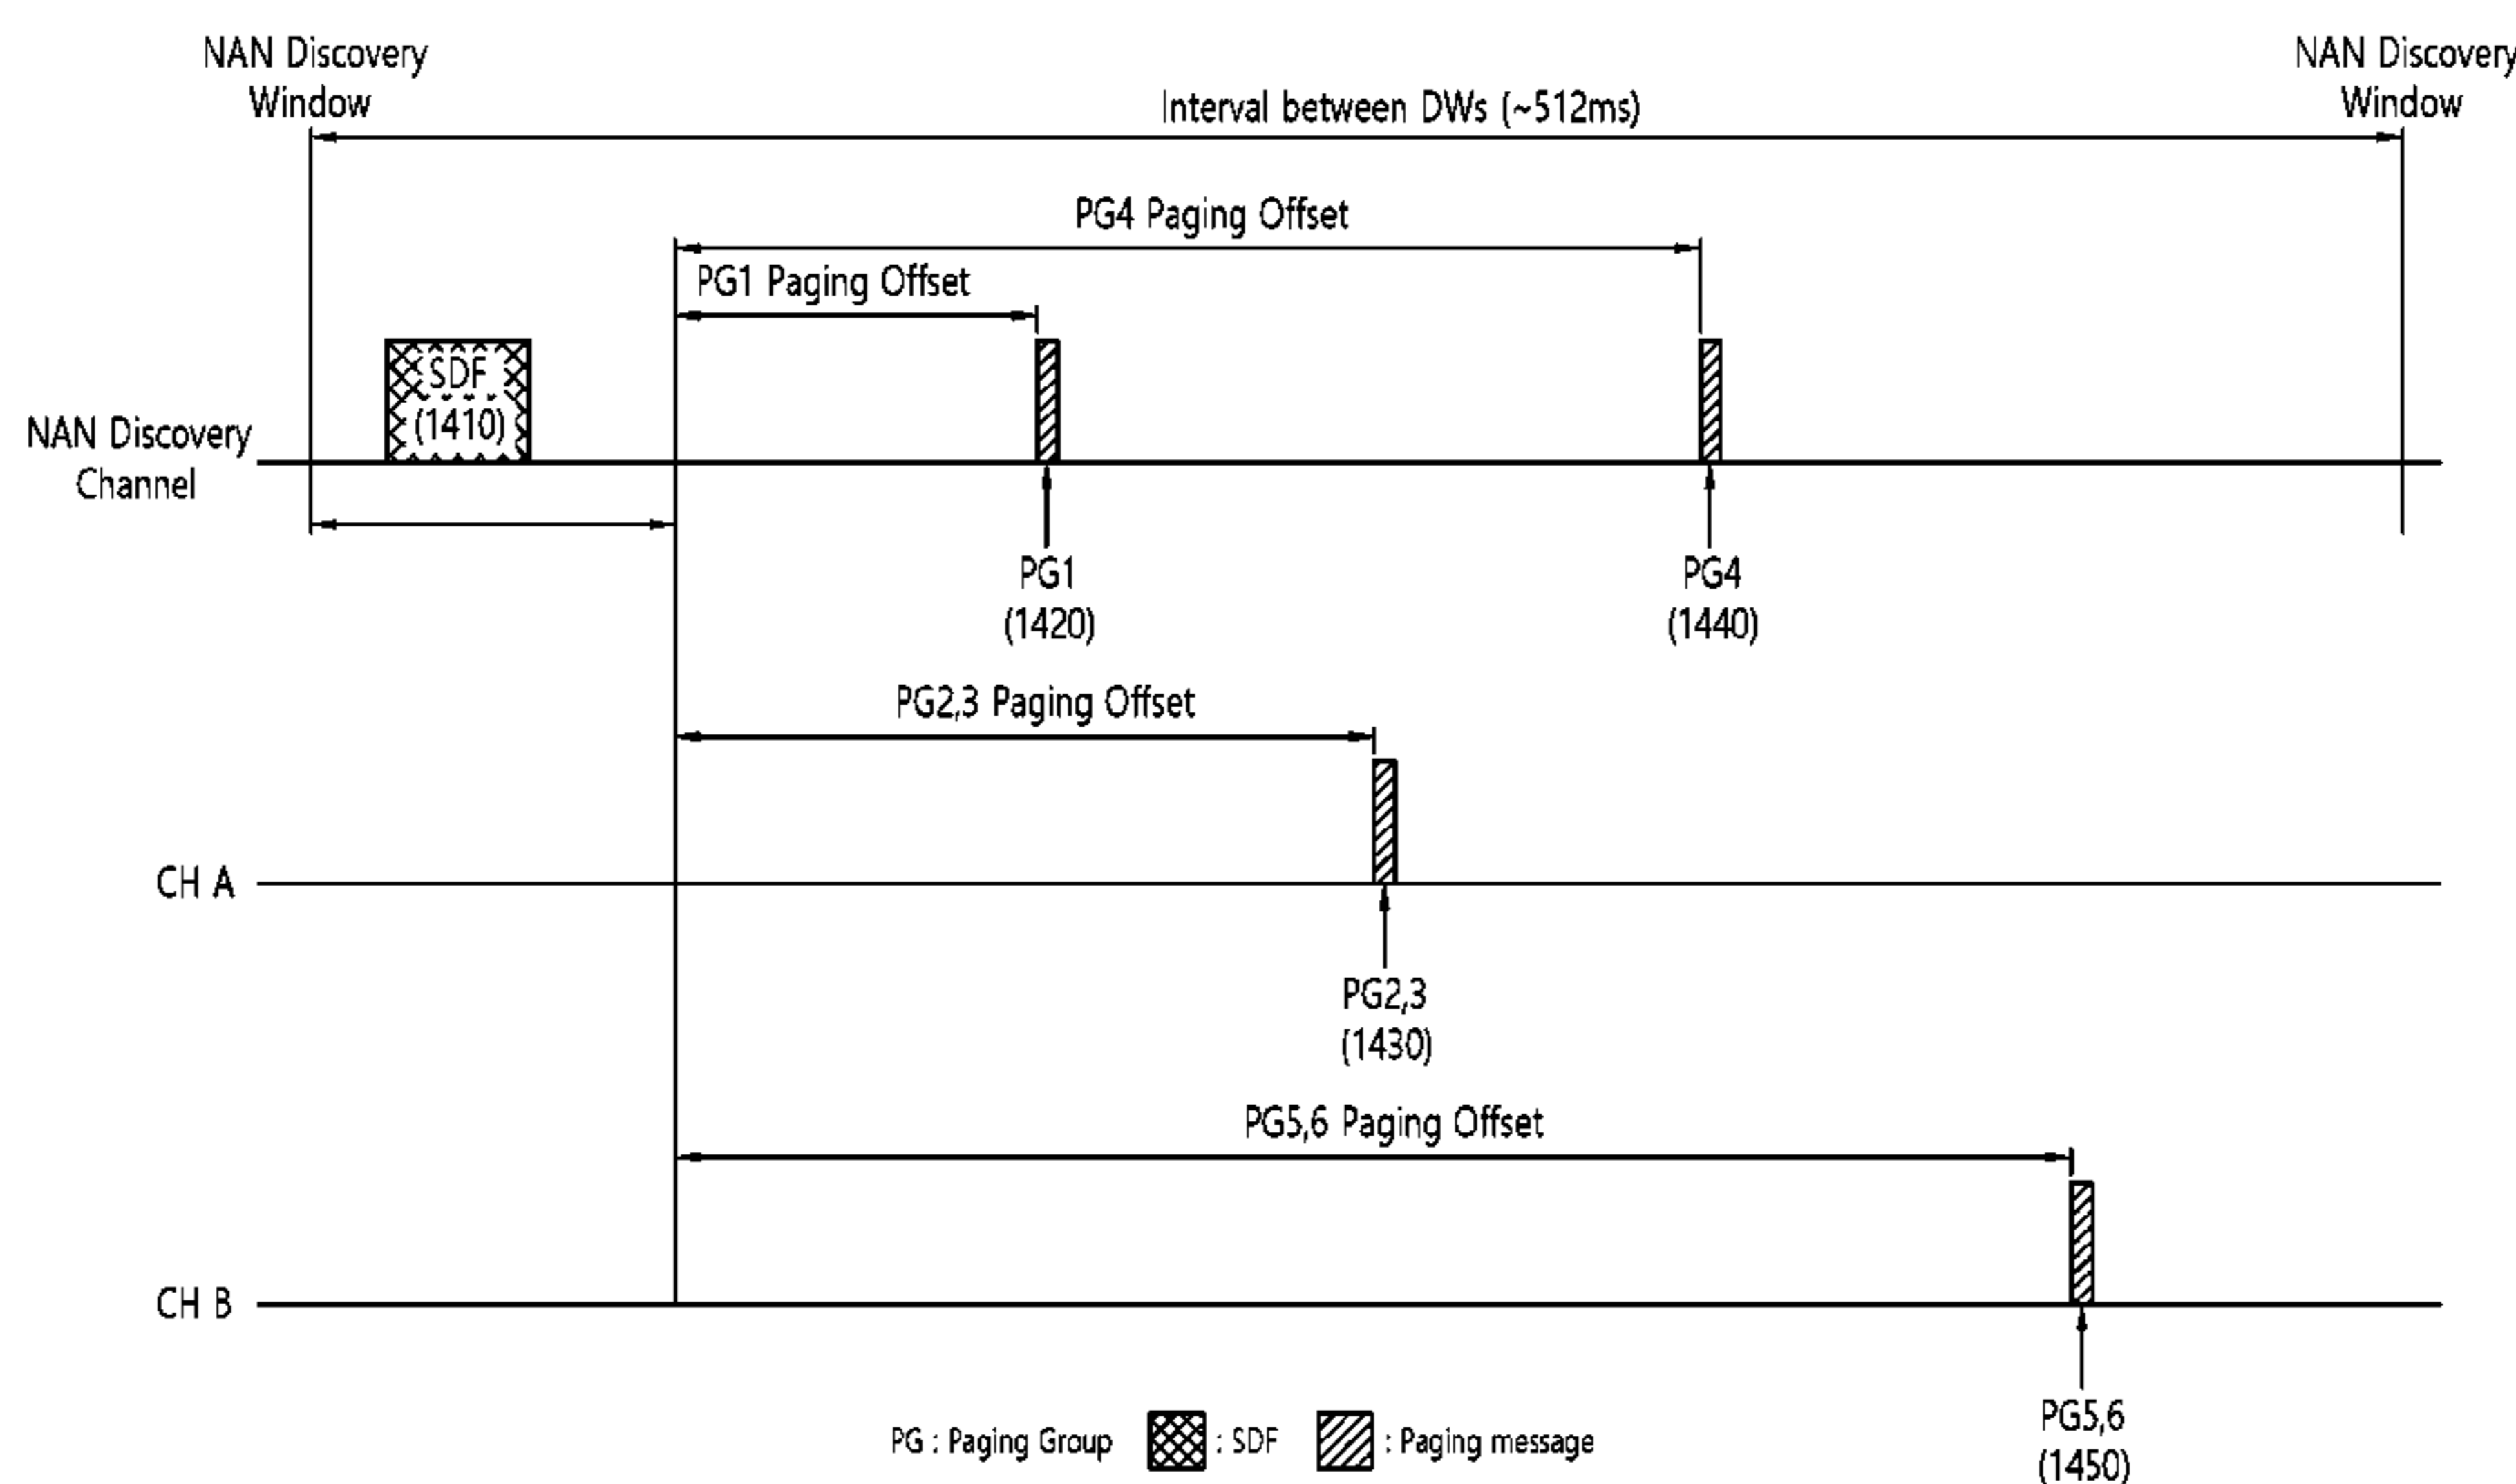 NAN Discovery
Window
Interval between DWs (~512ms)
NAN Discovery
Window
PG4 Paging Offset
PG1 Paging Offset
SDF
(1410)
NAN Discovery
Channel
PG1
(1420)
PG4
(1440)
PG2,3 Paging Offset
CH A
PG2,3
(1430)
PG5,6 Paging Offset
CH B
PG5,6
(1450)
PG : Paging Group
: SDF
: Paging message